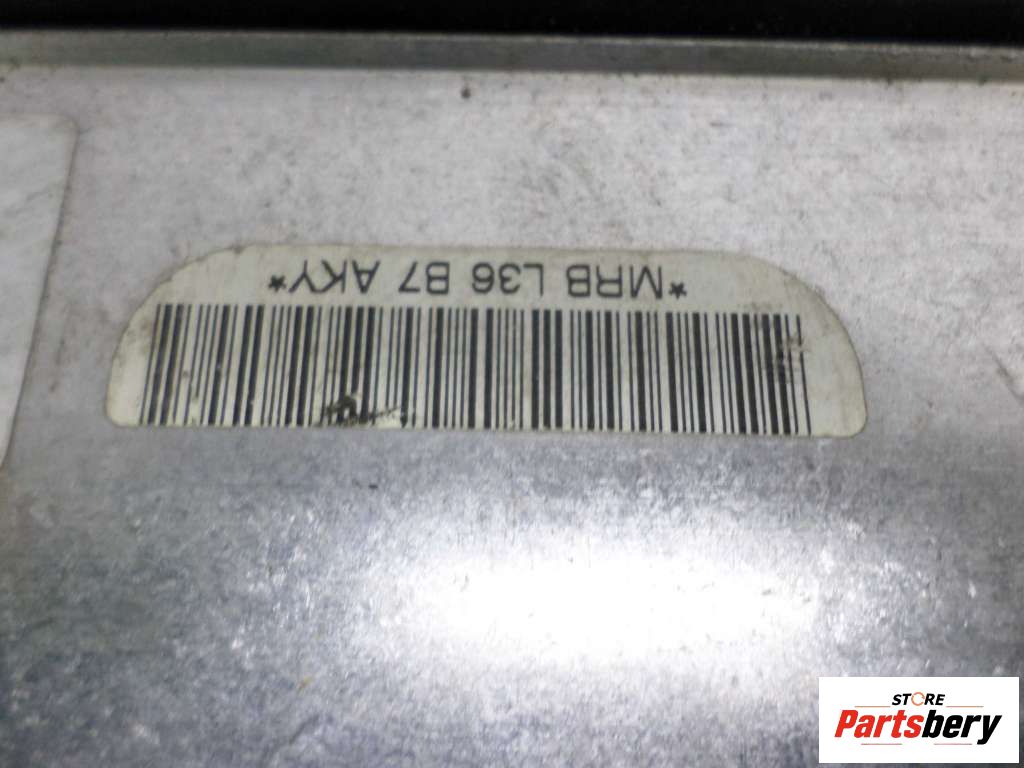 *MRB L36 B7 AKY*
STORE
Partsbery